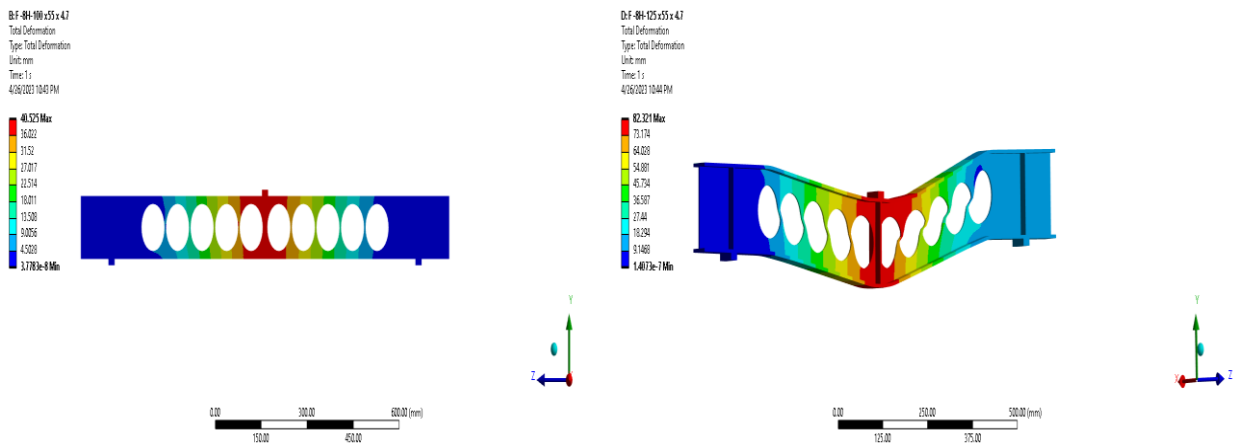 B:F -8H-100 x55 x 4.7
Total Deformation
Type: Total Deformation
Unit: mm
Time: 1 s
4/26/2023 10:43 PM
40.525 Max
36.022
31.52
27.017
22.514
18.011
13.508
9.0056
4.5028
3.7783e-8 Min
Y
Z
0.00
300.00
600.00 (mm)
150.00
450.00
D:F -8H-125 x55 x 4.7
Total Deformation
Type: Total Deformation
Unit: mm
Time: 1 s
4/26/2023 10:44 PM
82.321 Max
73.174
64.028
54.881
45.734
36.587
27.44
18.294
9.1468
1.4073e-7 Min
Y
X
Z
0.00
250.00
500.00 (mm)
125.00
375.00